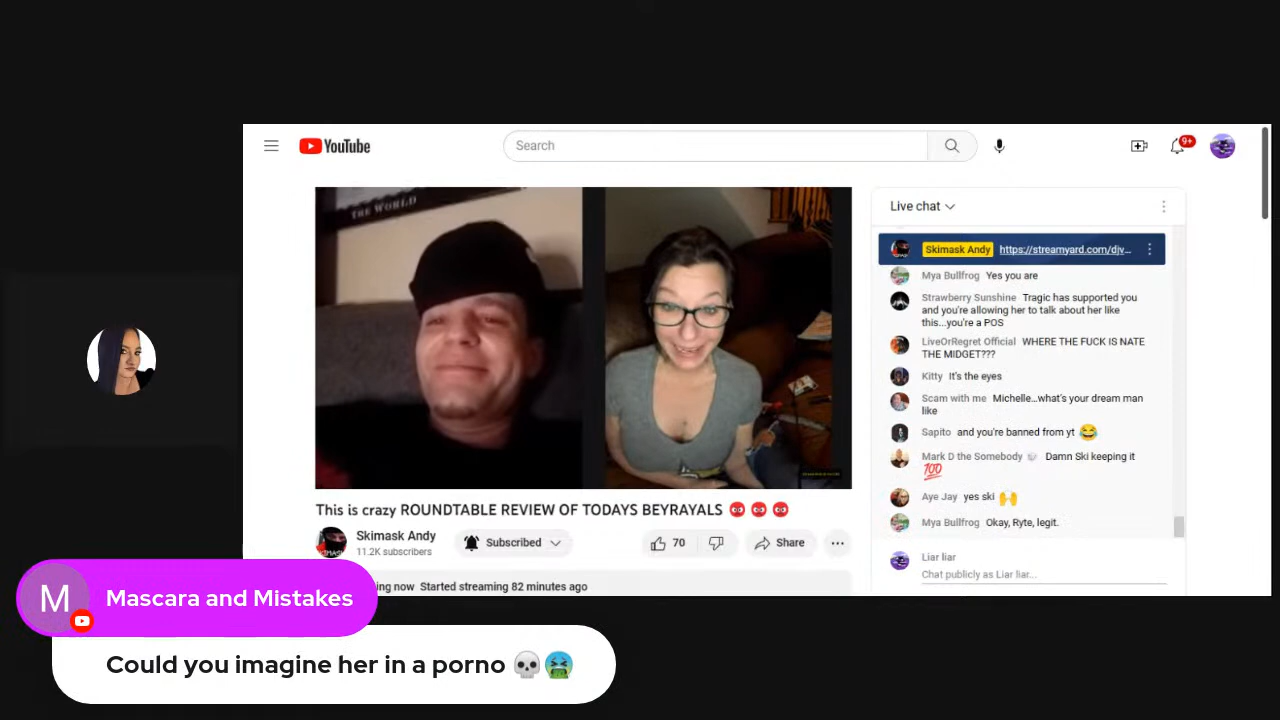 YouTube
Search
9+
THE WORLD
Live chat
Skimask Andy https://streamyard.com/djv...
Mya Bullfrog Yes you are
Strawberry Sunshine Tragic has supported you
and you're allowing her to talk about her like
this...you're a POS
LiveOrRegret Official WHERE THE FUCK IS NATE
THE MIDGET???
Kitty It's the eyes
Scam with me Michelle...what's your dream man
like
Sapito and you're banned from yt 😂
Mark D the Somebody Damn Ski keeping it
💯
Aye Jay yes ski 🙌
Mya Bullfrog Okay, Ryte, legit.
Liar liar
Chat publicly as Liar liar...
This is crazy ROUNDTABLE REVIEW OF TODAYS BEYRAYALS
Skimask Andy
11.2K subscribers
Subscribed
70
Share
ing now Started streaming 82 minutes ago
M
Mascara and Mistakes
Could you imagine her in a porno 💀🤮